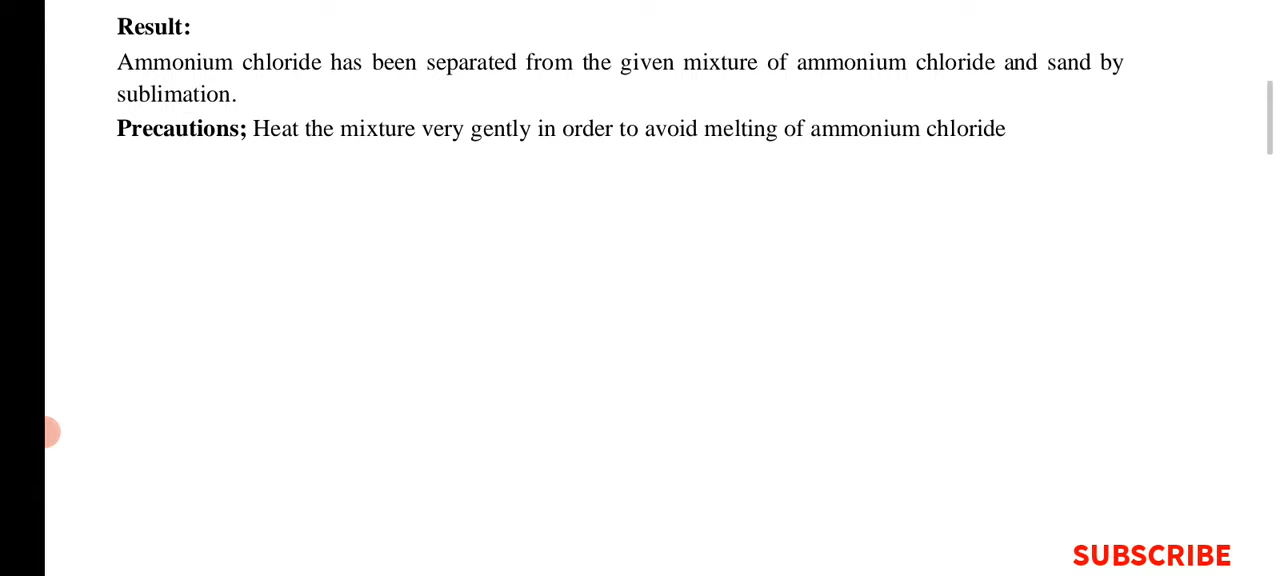 Result:
Ammonium chloride has been separated from the given mixture of ammonium chloride and sand by
sublimation.
Precautions; Heat the mixture very gently in order to avoid melting of ammonium chloride
SUBSCRIBE